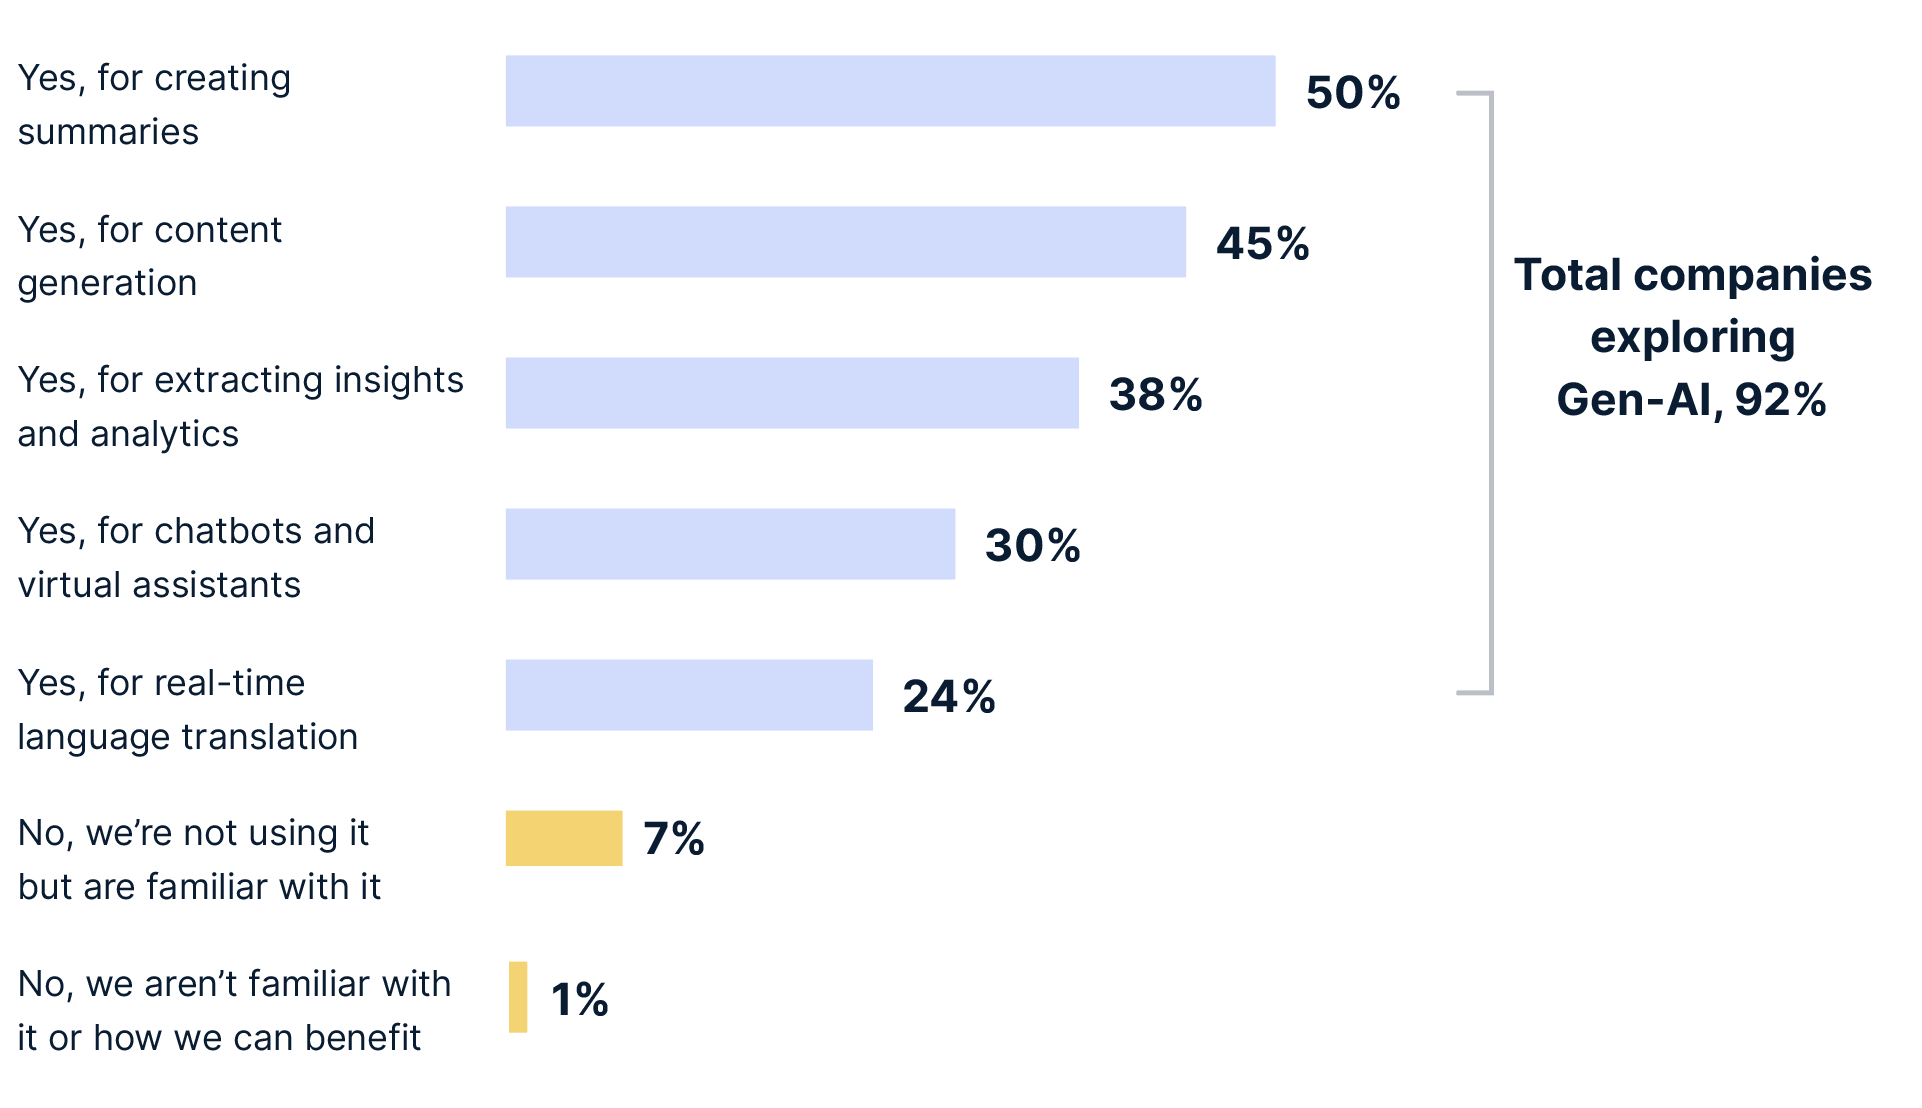 Yes, for creating
summaries
50%
Yes, for content
generation
45%
Yes, for extracting insights
and analytics
38%
Yes, for chatbots and
virtual assistants
30%
Yes, for real-time
language translation
24%
No, we’re not using it
but are familiar with it
7%
No, we aren’t familiar with
it or how we can benefit
1%
Total companies
exploring
Gen-AI, 92%